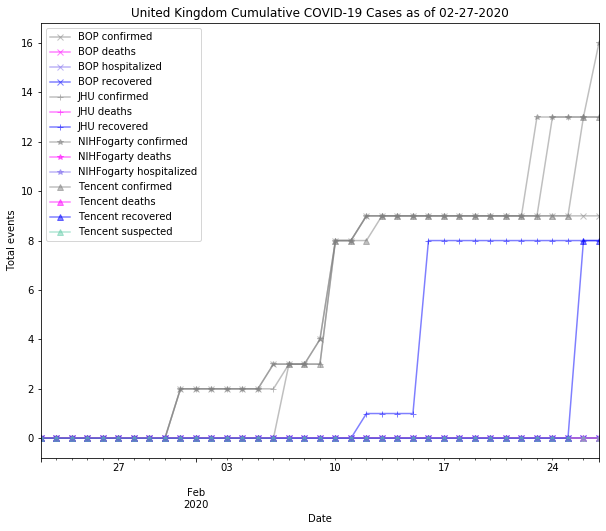 United Kingdom Cumulative COVID-19 Cases as of 02-27-2020
BOP confirmed
BOP deaths
BOP hospitalized
BOP recovered
JHU confirmed
JHU deaths
JHU recovered
NIHFogarty confirmed
NIHFogarty deaths
NIHFogarty hospitalized
Tencent confirmed
Tencent deaths
Tencent recovered
Tencent suspected
Total events
16
14
12
10
8
6
4
2
0
27
03
10
17
24
Feb
2020
Date